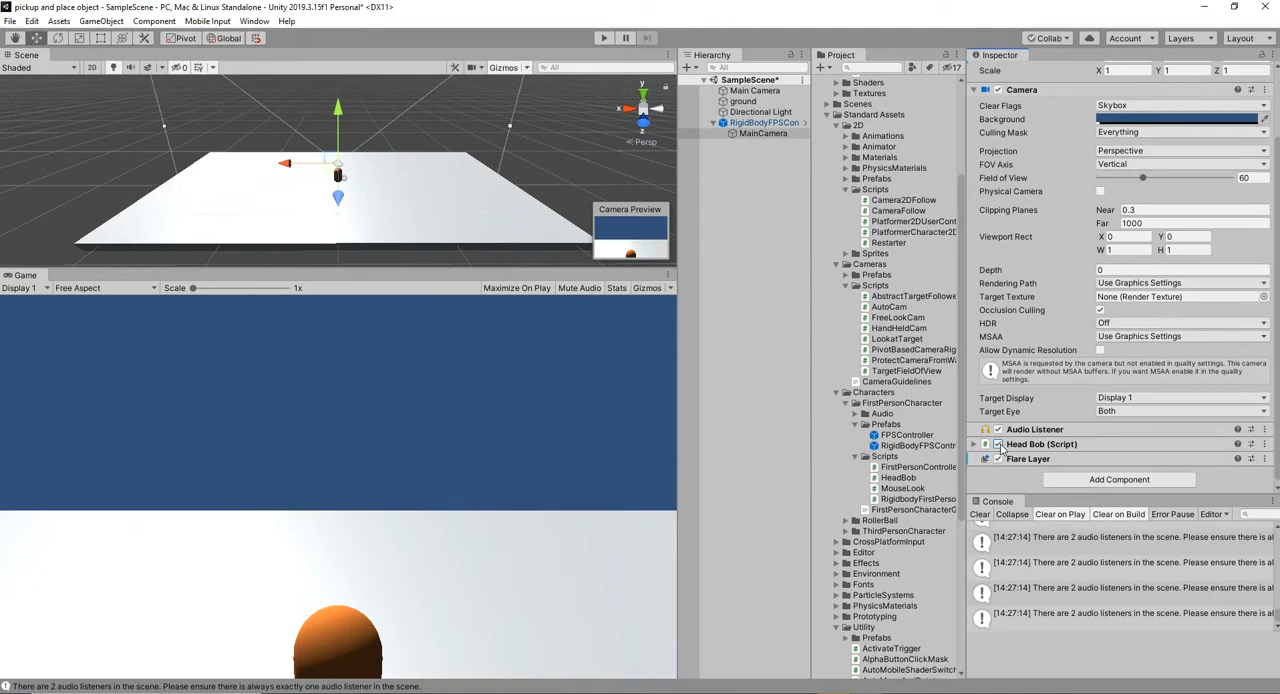 pickup and place object - SampleScene - PC, Mac & Linux Standalone - Unity 2019.3.15f1 Personal* <DX11>
File Edit Assets GameObject Component Mobile Input Window Help
Pivot Global Collab Account Layers Layout
Scene
Shaded 2D 0 Gizmos All
y
x
z
< Persp
Camera Preview
Game
Display 1 Free Aspect Scale 1x Maximize On Play Mute Audio Stats Gizmos
Hierarchy
All
SampleScene*
Main Camera
ground
Directional Light
RigidBodyFPSCon
MainCamera
Project
17
Shaders
Textures
Scenes
Standard Assets
2D
Animations
Animator
Materials
PhysicsMaterials
Prefabs
Scripts
Camera2DFollow
CameraFollow
Platformer2DUserCont
PlatformerCharacter2D
Restarter
Sprites
Cameras
Prefabs
Scripts
AbstractTargetFollowe
AutoCam
FreeLookCam
HandHeldCam
LookatTarget
PivotBasedCameraRig
ProtectCameraFromWa
TargetFieldOfView
CameraGuidelines
Characters
FirstPersonCharacter
Audio
Prefabs
FPSController
RigidBodyFPSContr
Scripts
FirstPersonControlle
HeadBob
MouseLook
RigidbodyFirstPerso
FirstPersonCharacterG
RollerBall
ThirdPersonCharacter
CrossPlatformInput
Editor
Effects
Environment
Fonts
ParticleSystems
PhysicsMaterials
Prototyping
Utility
Prefabs
ActivateTrigger
AlphaButtonClickMask
AutoMobileShaderSwitch
Inspector
Scale X 1 Y 1 Z 1
Camera
Clear Flags Skybox
Background
Culling Mask Everything
Projection Perspective
FOV Axis Vertical
Field of View 60
Physical Camera
Clipping Planes Near 0.3
Far 1000
Viewport Rect X 0 Y 0
W 1 H 1
Depth 0
Rendering Path Use Graphics Settings
Target Texture None (Render Texture)
Occlusion Culling
HDR Off
MSAA Use Graphics Settings
Allow Dynamic Resolution
MSAA is requested by the camera but not enabled in quality settings. This camera
will render without MSAA buffers. If you want MSAA enable it in the quality
settings.
Target Display Display 1
Target Eye Both
Audio Listener
Head Bob (Script)
Flare Layer
Add Component
Console
Clear Collapse Clear on Play Clear on Build Error Pause Editor
[14:27:14] There are 2 audio listeners in the scene. Please ensure there is al
[14:27:14] There are 2 audio listeners in the scene. Please ensure there is al
[14:27:14] There are 2 audio listeners in the scene. Please ensure there is al
[14:27:14] There are 2 audio listeners in the scene. Please ensure there is al
There are 2 audio listeners in the scene. Please ensure there is always exactly one audio listener in the scene.